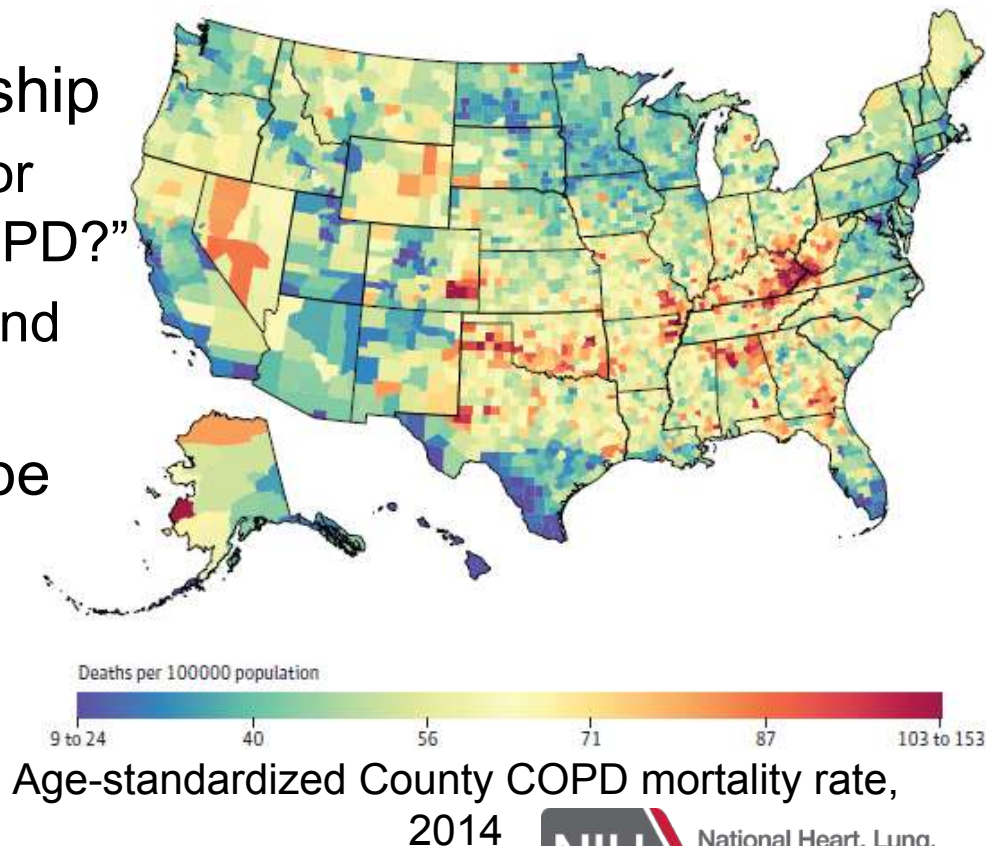 ship
or
PD?”
nd
be
Deaths per 100000 population
9 to 24 40 56 71 87 103 to 153
Age-standardized County COPD mortality rate,
2014
NIH National Heart, Lung,